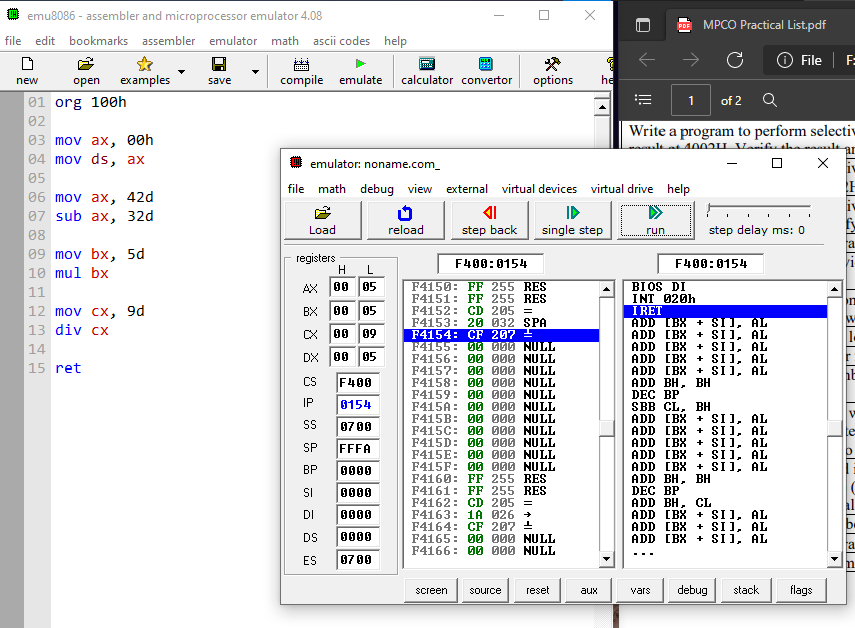 emu8086 - assembler and microprocessor emulator 4.08
file edit bookmarks assembler emulator math ascii codes help
new open examples save compile emulate calculator convertor options he
01 org 100h
02
03 mov ax, 00h
04 mov ds, ax
05
06 mov ax, 42d
07 sub ax, 32d
08
09 mov bx, 5d
10 mul bx
11
12 mov cx, 9d
13 div cx
14
15 ret
MPCO Practical List.pdf
File F:
1 of 2
Write a program to perform selectiv
emulator: noname.com_
file math debug view external virtual devices virtual drive help
Load reload step back single step run step delay ms: 0
registers
H L
AX 00 05
BX 00 05
CX 00 09
DX 00 05
CS F400
IP 0154
SS 0700
SP FFFA
BP 0000
SI 0000
DI 0000
DS 0000
ES 0700
F400:0154
F4150: FF 255 RES
F4151: FF 255 RES
F4152: CD 205 =
F4153: 20 032 SPA
F4154: CF 207 ╧
F4155: 00 000 NULL
F4156: 00 000 NULL
F4157: 00 000 NULL
F4158: 00 000 NULL
F4159: 00 000 NULL
F415A: 00 000 NULL
F415B: 00 000 NULL
F415C: 00 000 NULL
F415D: 00 000 NULL
F415E: 00 000 NULL
F415F: 00 000 NULL
F4160: FF 255 RES
F4161: FF 255 RES
F4162: CD 205 =
F4163: 1A 026 →
F4164: CF 207 ╧
F4165: 00 000 NULL
F4166: 00 000 NULL
F400:0154
BIOS DI
INT 020h
IRET
ADD [BX + SI], AL
ADD [BX + SI], AL
ADD [BX + SI], AL
ADD [BX + SI], AL
ADD [BX + SI], AL
ADD BH, BH
DEC BP
SBB CL, BH
ADD [BX + SI], AL
ADD [BX + SI], AL
ADD [BX + SI], AL
ADD [BX + SI], AL
ADD [BX + SI], AL
ADD BH, BH
DEC BP
ADD BH, CL
ADD [BX + SI], AL
ADD [BX + SI], AL
ADD [BX + SI], AL
...
screen source reset aux vars debug stack flags